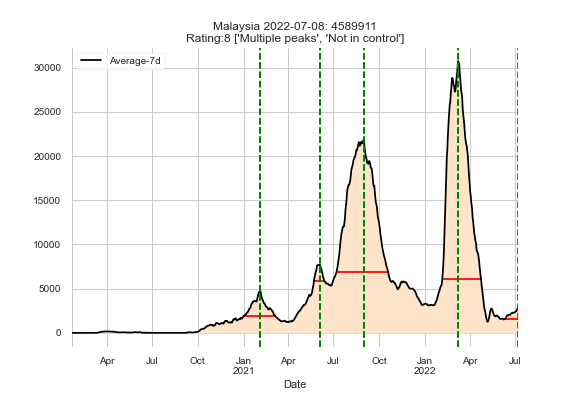 Malaysia 2022-07-08: 4589911
Rating:8 ['Multiple peaks', 'Not in control']
Average-7d
30000
25000
20000
15000
10000
5000
0
Apr Jul Oct Jan Apr Jul Oct Jan Apr Jul
2021 2022
Date